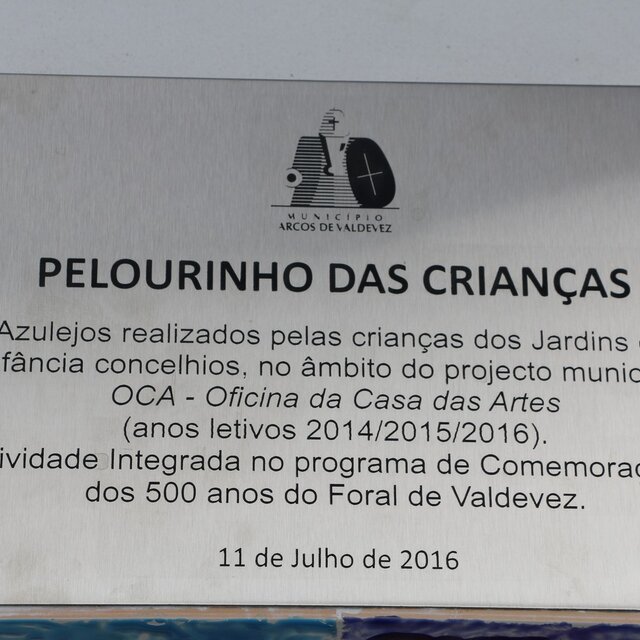 MUNICÍPIO
ARCOS DE VALDEVEZ
PELOURINHO DAS CRIANÇAS
Azulejos realizados pelas crianças dos Jardins
fância concelhios, no âmbito do projecto munic
OCA - Oficina da Casa das Artes
(anos letivos 2014/2015/2016).
ividade Integrada no programa de Comemora
dos 500 anos do Foral de Valdevez.
11 de Julho de 2016